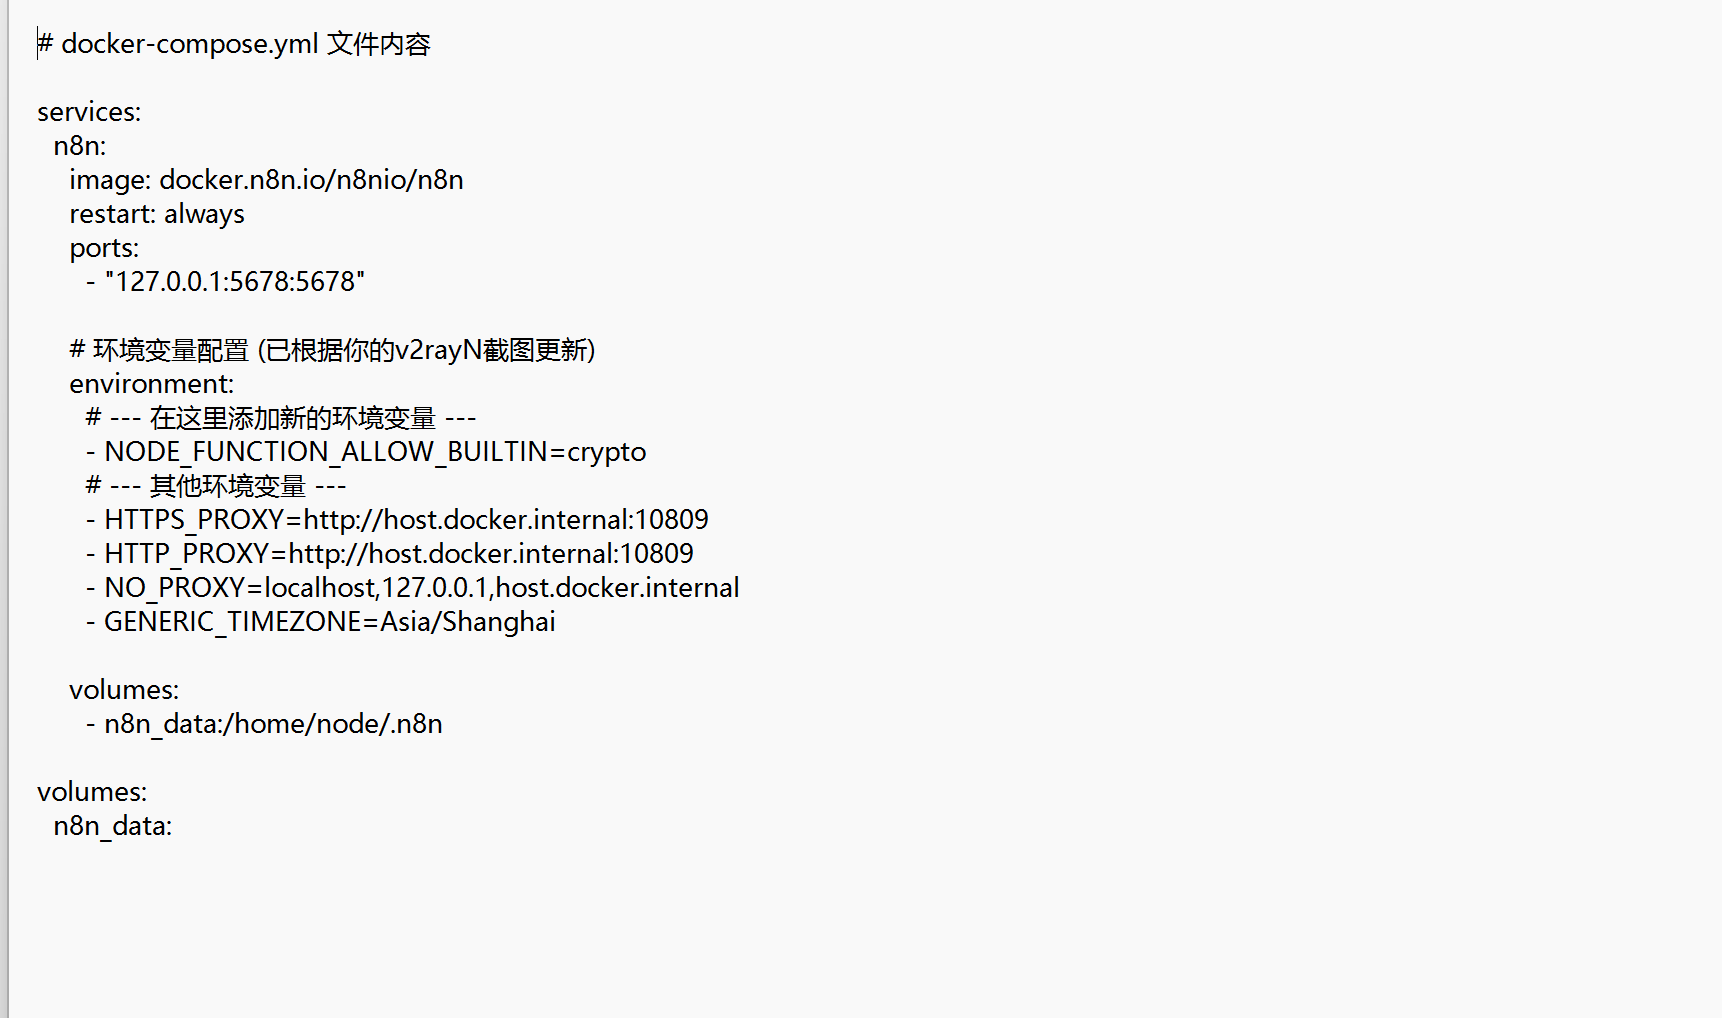 # docker-compose.yml 文件内容
services:
n8n:
image: docker.n8n.io/n8nio/n8n
restart: always
ports:
- "127.0.0.1:5678:5678"
# 环境变量配置 (已根据你的v2rayN截图更新)
environment:
# --- 在这里添加新的环境变量 ---
- NODE_FUNCTION_ALLOW_BUILTIN=crypto
# --- 其他环境变量 ---
- HTTPS_PROXY=http://host.docker.internal:10809
- HTTP_PROXY=http://host.docker.internal:10809
- NO_PROXY=localhost,127.0.0.1,host.docker.internal
- GENERIC_TIMEZONE=Asia/Shanghai
volumes:
- n8n_data:/home/node/.n8n
volumes:
n8n_data: